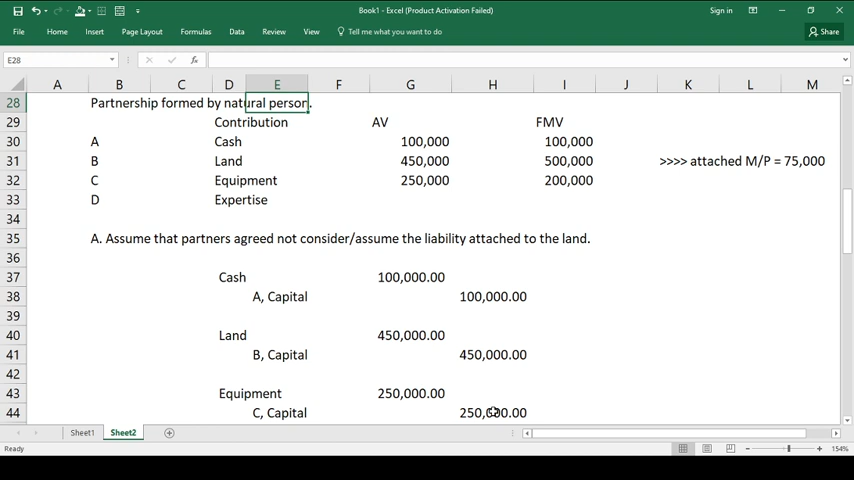 Book1 - Excel (Product Activation Failed)
Sign in
File Home Insert Page Layout Formulas Data Review View Tell me what you want to do Share
E28 fx
A B C D E F G H I J K L M
28 Partnership formed by natural person.
29 Contribution AV FMV
30 A Cash 100,000 100,000
31 B Land 450,000 500,000 >>>> attached M/P = 75,000
32 C Equipment 250,000 200,000
33 D Expertise
34
35 A. Assume that partners agreed not consider/assume the liability attached to the land.
36
37 Cash 100,000.00
38 A, Capital 100,000.00
39
40 Land 450,000.00
41 B, Capital 450,000.00
42
43 Equipment 250,000.00
44 C, Capital 250,000.00
Sheet1 Sheet2
Ready 154%